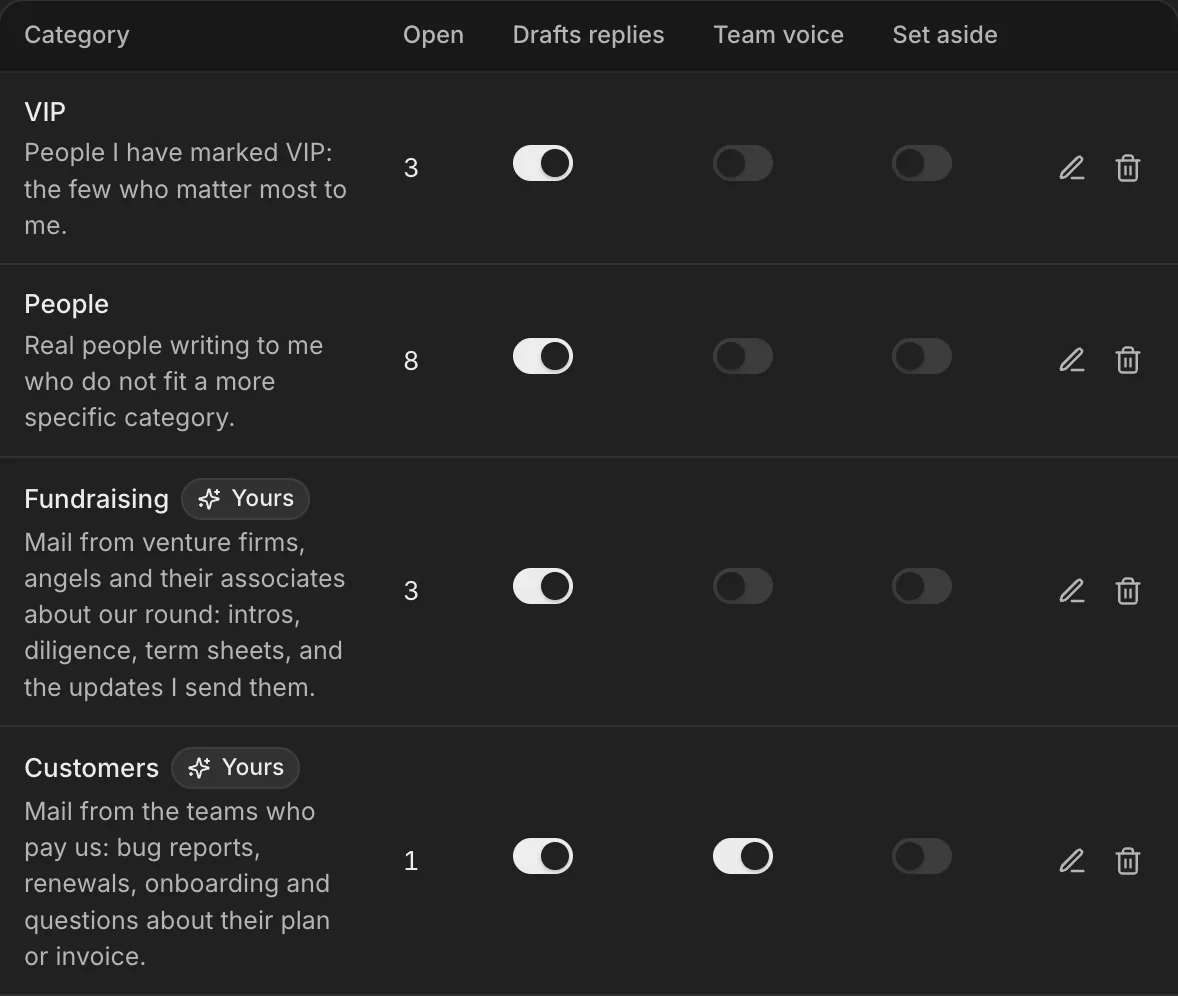 Category Open Drafts replies Team voice Set aside
VIP
People I have marked VIP:
the few who matter most to
me.
3
People
Real people writing to me
who do not fit a more
specific category.
8
Fundraising Yours
Mail from venture firms,
angels and their associates
about our round: intros,
diligence, term sheets, and
the updates I send them.
3
Customers Yours
Mail from the teams who
pay us: bug reports,
renewals, onboarding and
questions about their plan
or invoice.
1